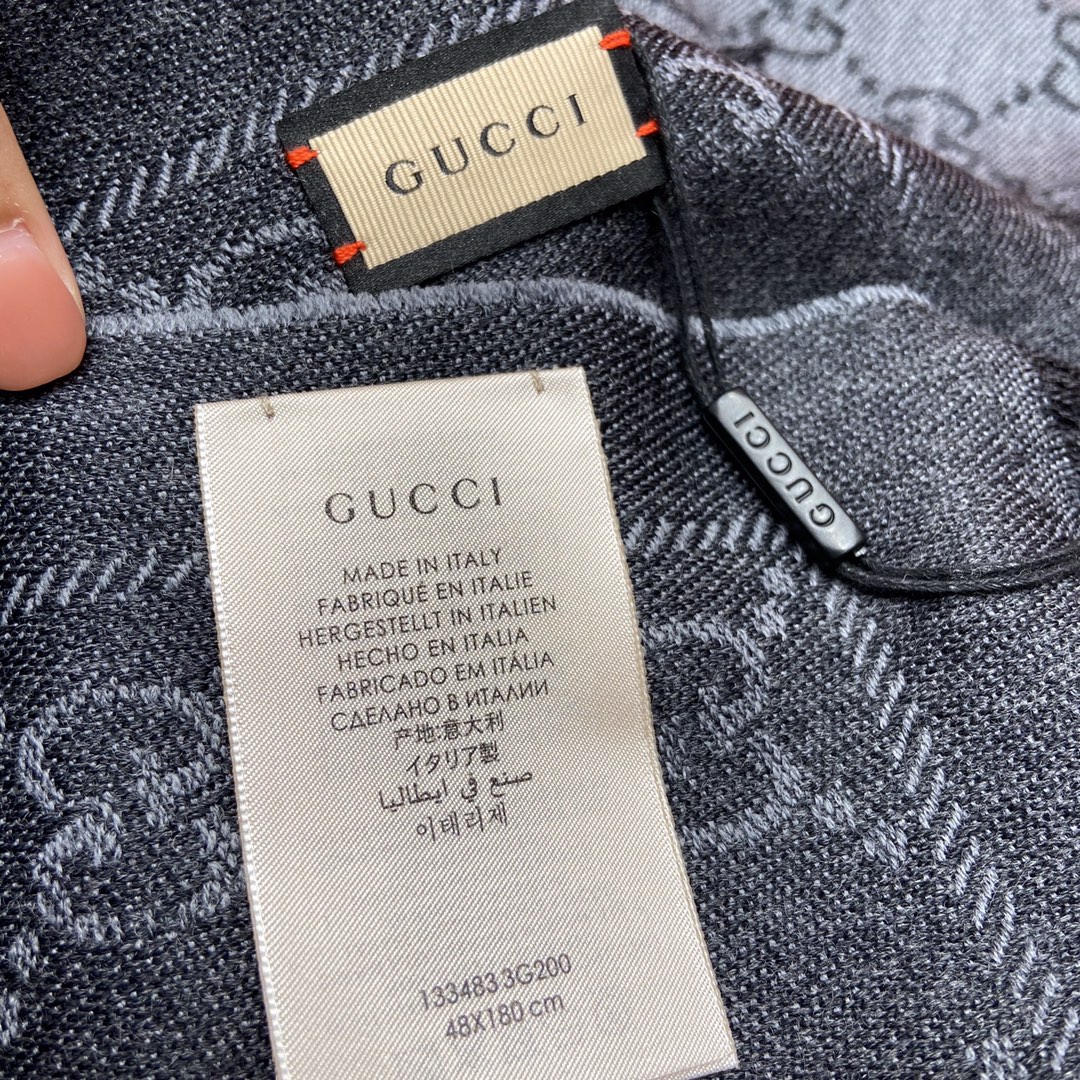 GUCCI
GUCCI
GUCCI
MADE IN ITALY
FABRIQUÉ EN ITALIE
HERGESTELLT IN ITALIEN
HECHO EN ITALIA
FABRICADO EM ITÁLIA
СДЕЛАНО В ИТАЛИИ
产地:意大利
イタリア製
صنع في ايطاليا
이태리제
1334833G200
48X180 cm